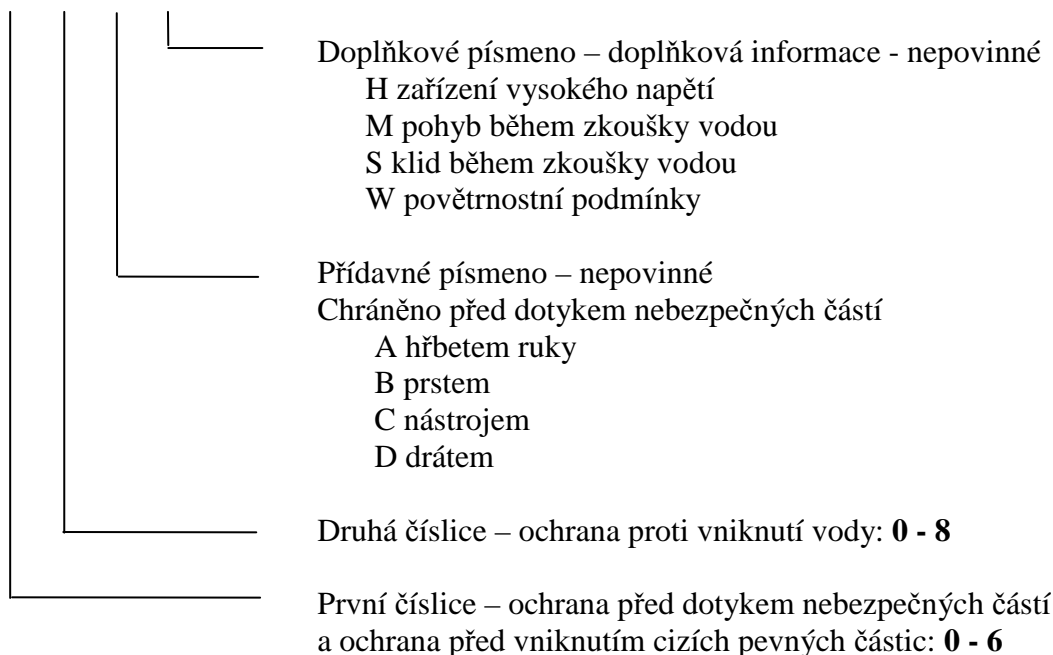 Doplňkové písmeno – doplňková informace - nepovinné
H zařízení vysokého napětí
M pohyb během zkoušky vodou
S klid během zkoušky vodou
W povětrnostní podmínky
Přídavné písmeno – nepovinné
Chráněno před dotykem nebezpečných částí
A hřbetem ruky
B prstem
C nástrojem
D drátem
Druhá číslice – ochrana proti vniknutí vody: 0 - 8
První číslice – ochrana před dotykem nebezpečných částí
a ochrana před vniknutím cizích pevných částic: 0 - 6